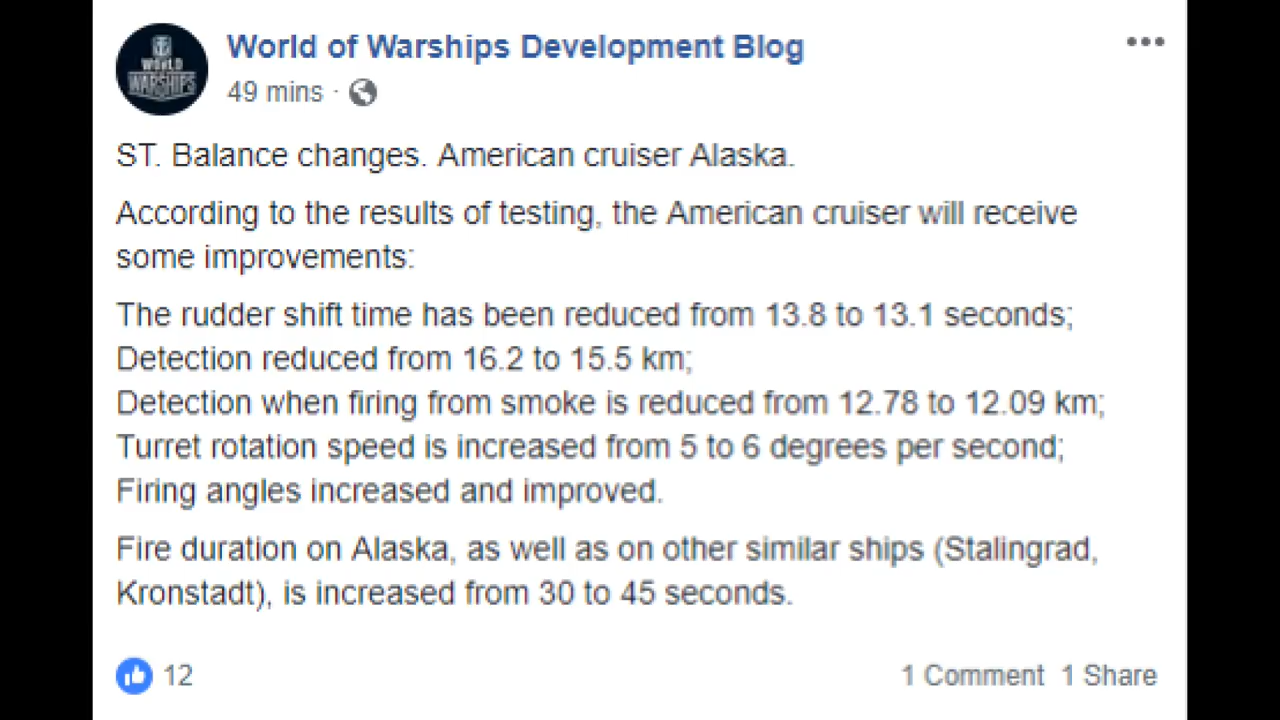 World of Warships Development Blog
WORLD OF
WARSHIPS
49 mins ·
ST. Balance changes. American cruiser Alaska.
According to the results of testing, the American cruiser will receive
some improvements:
The rudder shift time has been reduced from 13.8 to 13.1 seconds;
Detection reduced from 16.2 to 15.5 km;
Detection when firing from smoke is reduced from 12.78 to 12.09 km;
Turret rotation speed is increased from 5 to 6 degrees per second;
Firing angles increased and improved.
Fire duration on Alaska, as well as on other similar ships (Stalingrad,
Kronstadt), is increased from 30 to 45 seconds.
12 1 Comment 1 Share